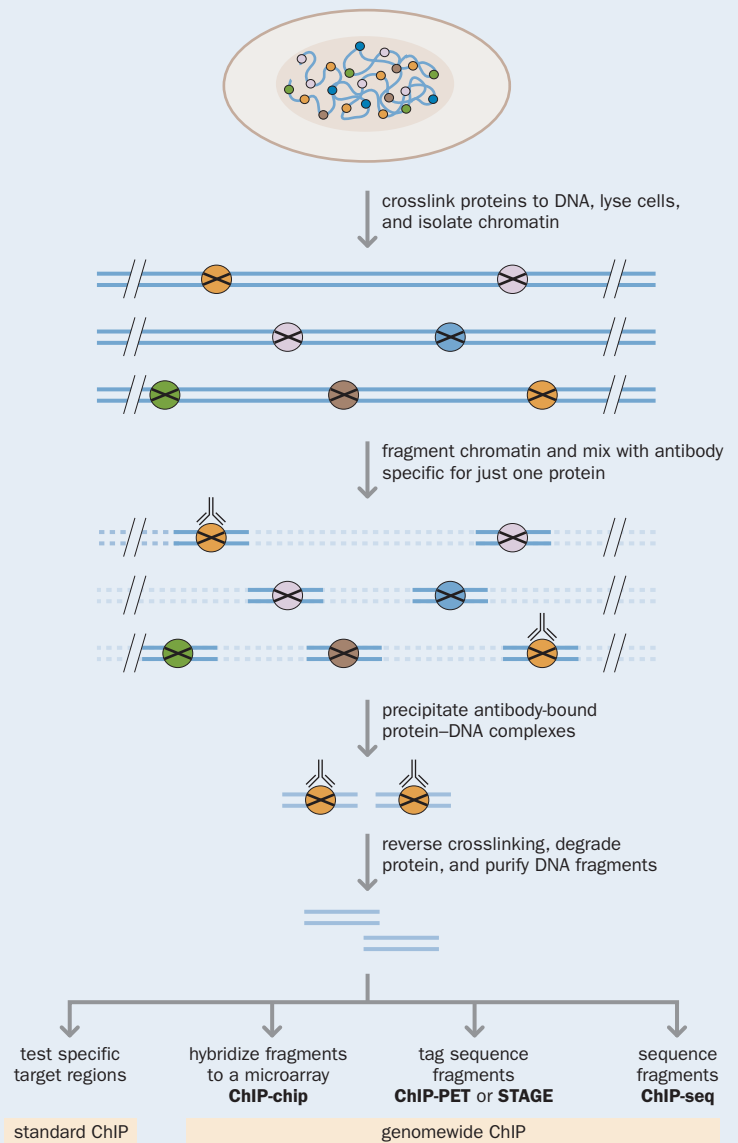 crosslink proteins to DNA, lyse cells,
and isolate chromatin
fragment chromatin and mix with antibody
specific for just one protein
precipitate antibody-bound
protein–DNA complexes
reverse crosslinking, degrade
protein, and purify DNA fragments
test specific
target regions
hybridize fragments
to a microarray
ChIP-chip
tag sequence
fragments
ChIP-PET or STAGE
sequence
fragments
ChIP-seq
standard ChIP
genomewide ChIP